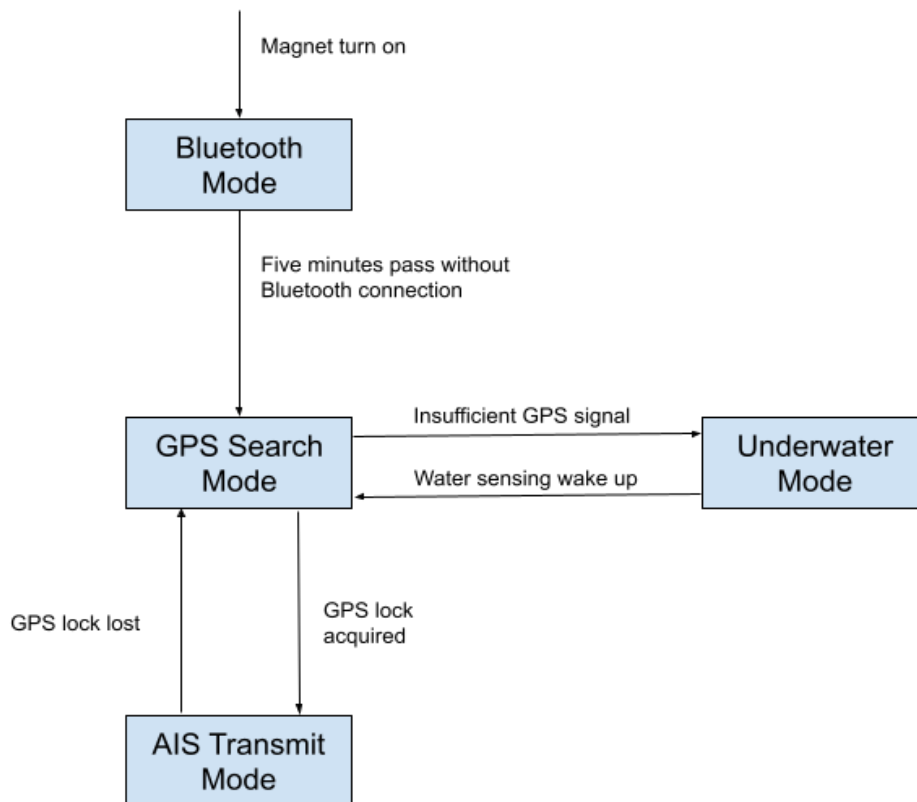 Magnet turn on
Bluetooth
Mode
Five minutes pass without
Bluetooth connection
Insufficient GPS signal
GPS Search
Mode
Underwater
Mode
Water sensing wake up
GPS lock lost
GPS lock
acquired
AIS Transmit
Mode